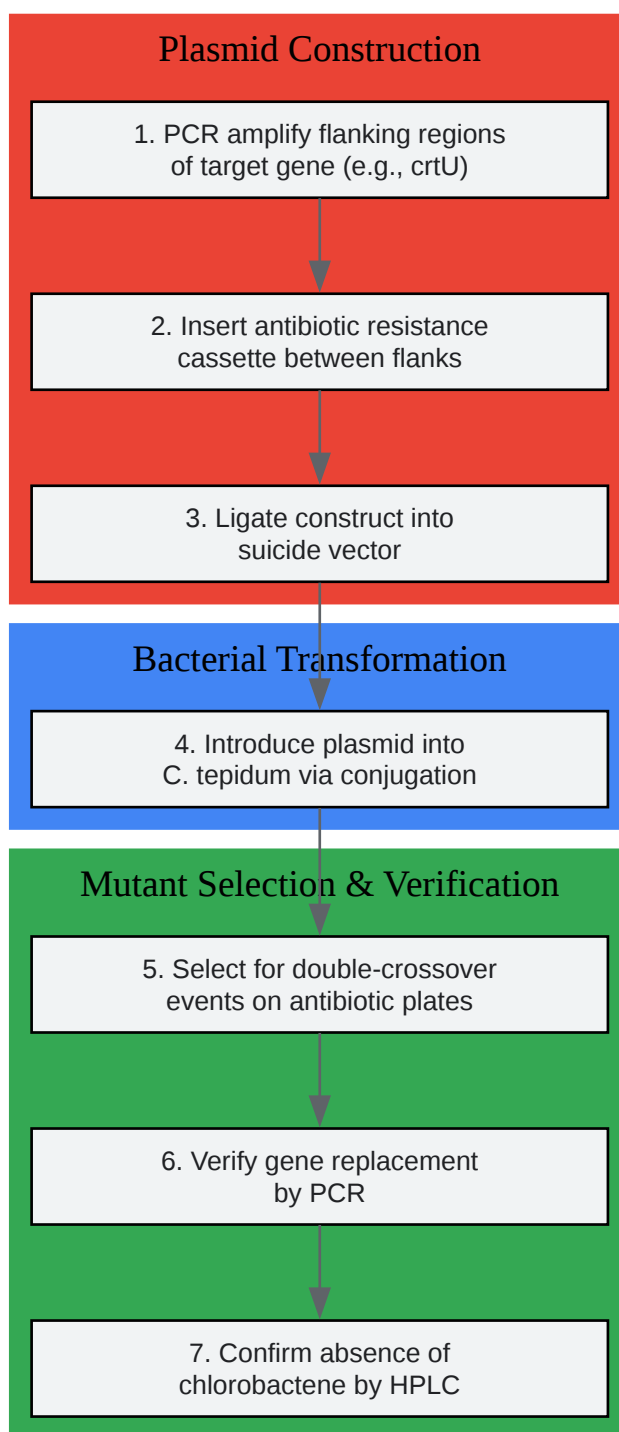 Plasmid Construction
1. PCR amplify flanking regions
of target gene (e.g., crtU)
2. Insert antibiotic resistance
cassette between flanks
3. Ligate construct into
suicide vector
Bacterial Transformation
4. Introduce plasmid into
C. tepidum via conjugation
Mutant Selection & Verification
5. Select for double-crossover
events on antibiotic plates
6. Verify gene replacement
by PCR
7. Confirm absence of
chlorobactene by HPLC